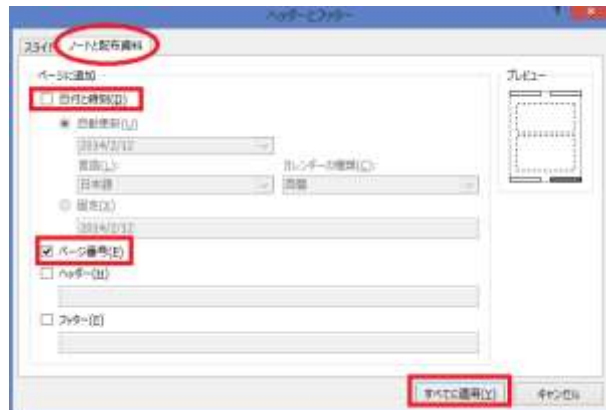 ヘッダーとフッター
スライド
ノートと配布資料
ページに追加
プレビュー
日付と時刻(D)
自動更新(U)
2014/2/12
言語(L):
カレンダーの種類(C):
日本語
西暦
固定(X)
2014/2/12
ページ番号(E)
ヘッダー(H)
フッター(E)
すべてに適用(Y)
キャンセル